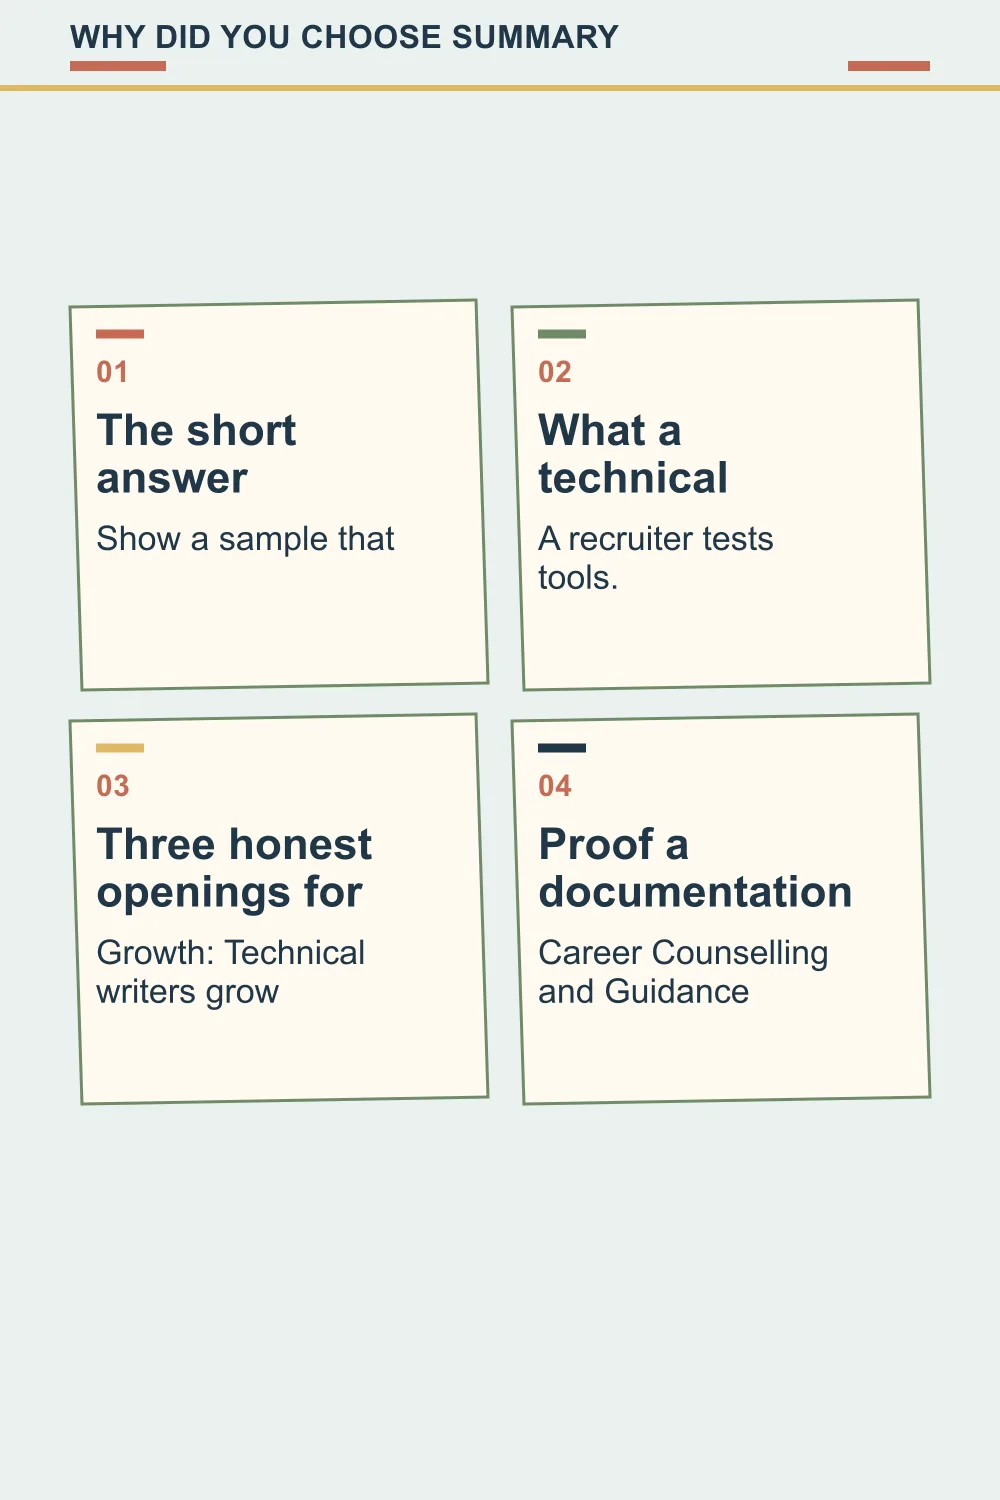 WHY DID YOU CHOOSE SUMMARY
01
The short
answer
Show a sample that
02
What a
technical
A recruiter tests
tools.
03
Three honest
openings for
Growth: Technical
writers grow
04
Proof a
documentation
Career Counselling
and Guidance